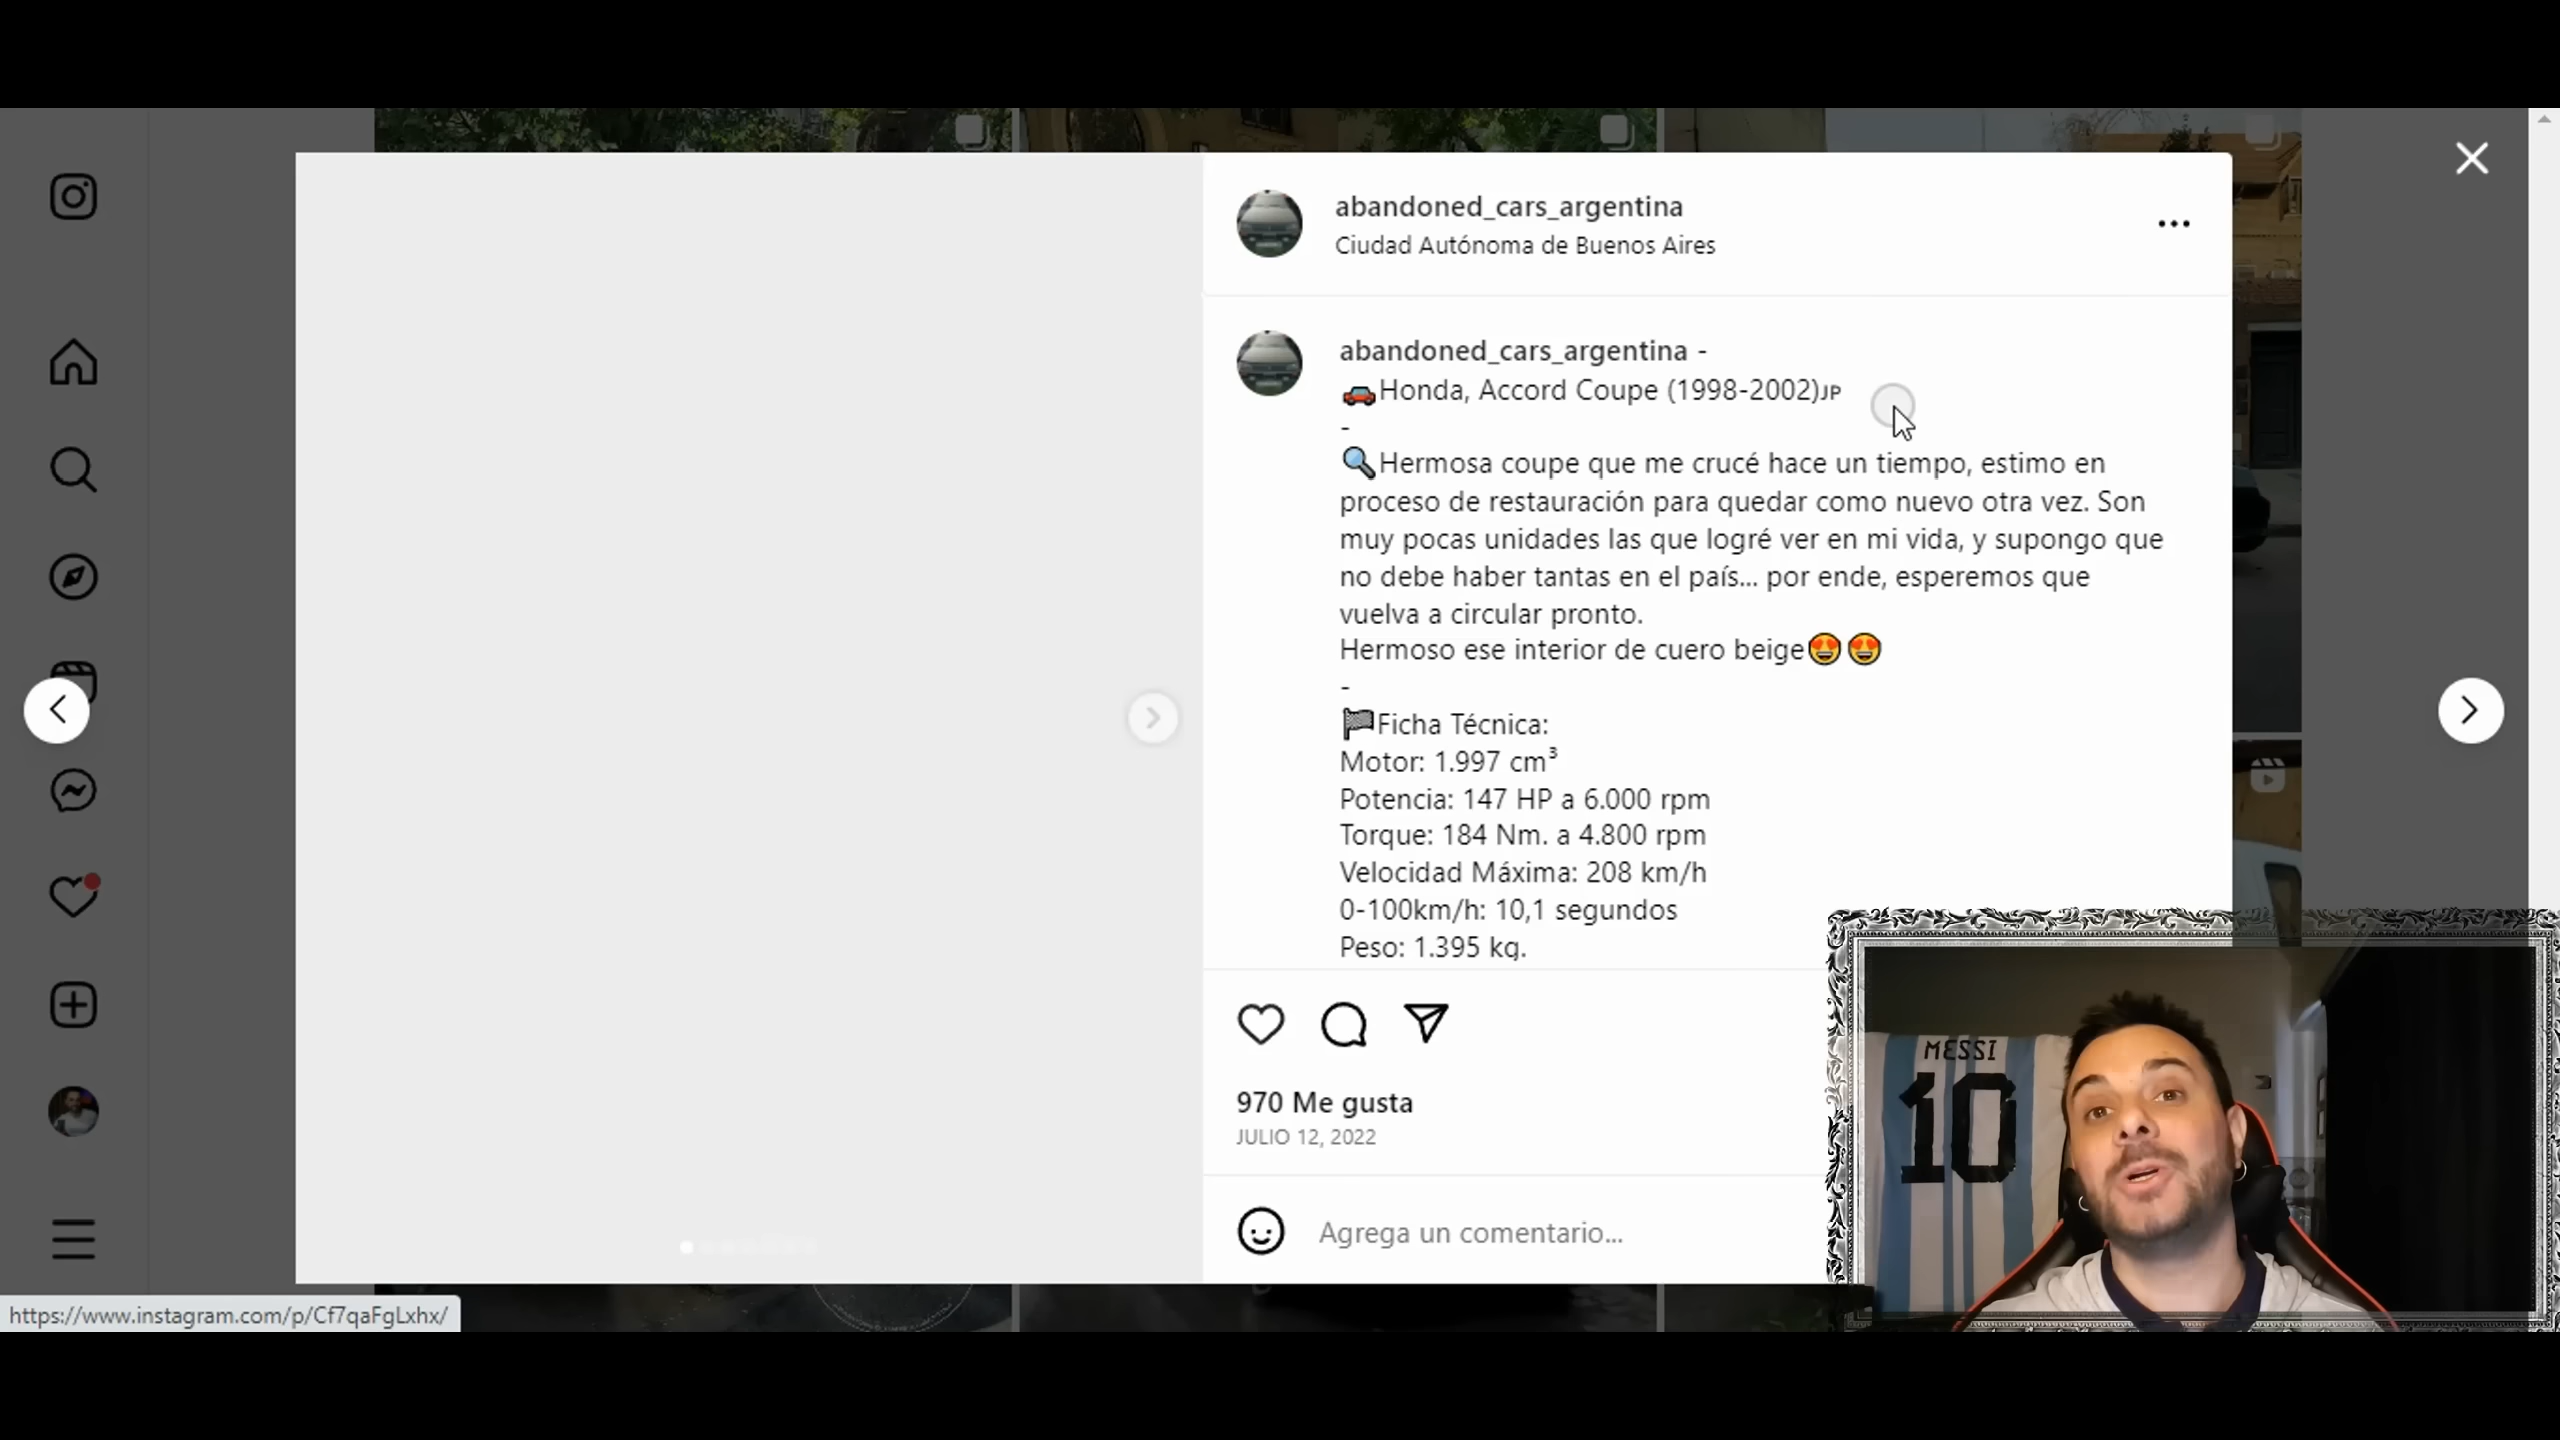 abandoned_cars_argentina
Ciudad Autónoma de Buenos Aires
abandoned_cars_argentina -
🚗Honda, Accord Coupe (1998-2002)JP
-
🔍Hermosa coupe que me crucé hace un tiempo, estimo en
proceso de restauración para quedar como nuevo otra vez. Son
muy pocas unidades las que logré ver en mi vida, y supongo que
no debe haber tantas en el país... por ende, esperemos que
vuelva a circular pronto.
Hermoso ese interior de cuero beige😍😍
-
🏁Ficha Técnica:
Motor: 1.997 cm³
Potencia: 147 HP a 6.000 rpm
Torque: 184 Nm. a 4.800 rpm
Velocidad Máxima: 208 km/h
0-100km/h: 10,1 segundos
Peso: 1.395 kg.
970 Me gusta
JULIO 12, 2022
Agrega un comentario...
MESSI
10
https://www.instagram.com/p/Cf7qaFgLxhx/